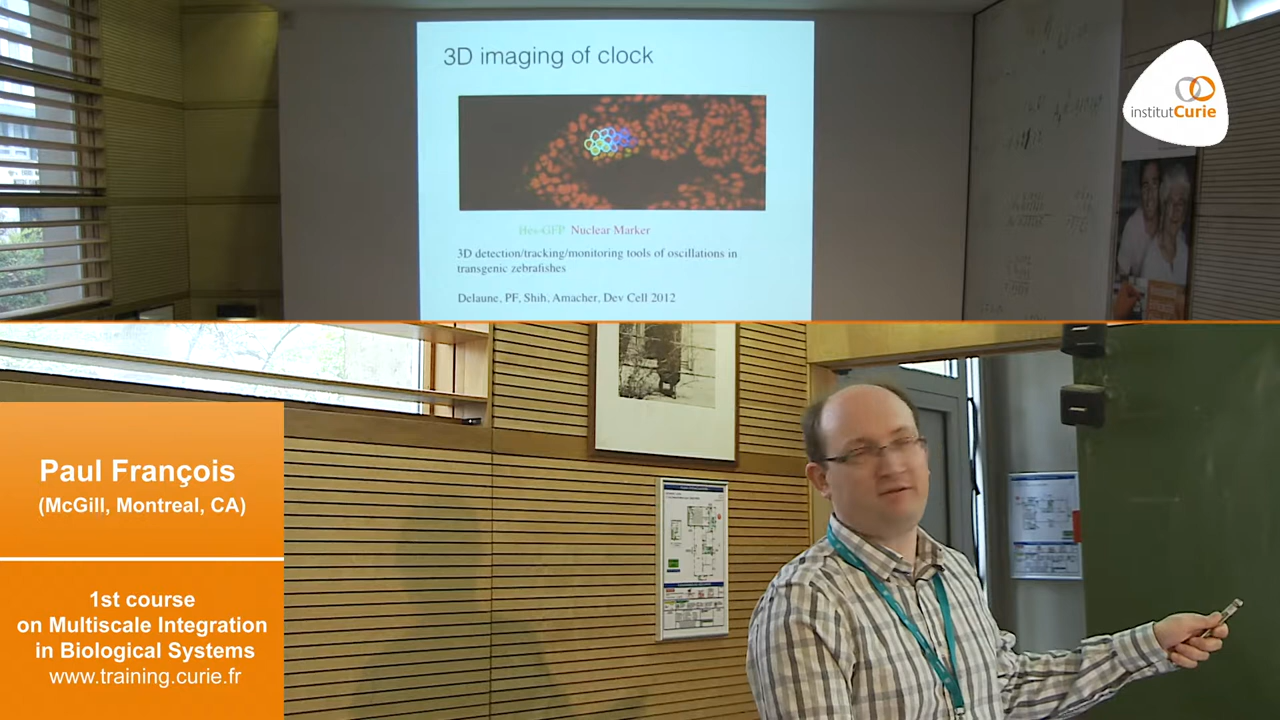 3D imaging of clock
Hes-GFP Nuclear Marker
3D detection/tracking/monitoring tools of oscillations in
transgenic zebrafishes
Delaune, PF, Shih, Amacher, Dev Cell 2012
institutCurie
Paul François
(McGill, Montreal, CA)
1st course
on Multiscale Integration
in Biological Systems
www.training.curie.fr